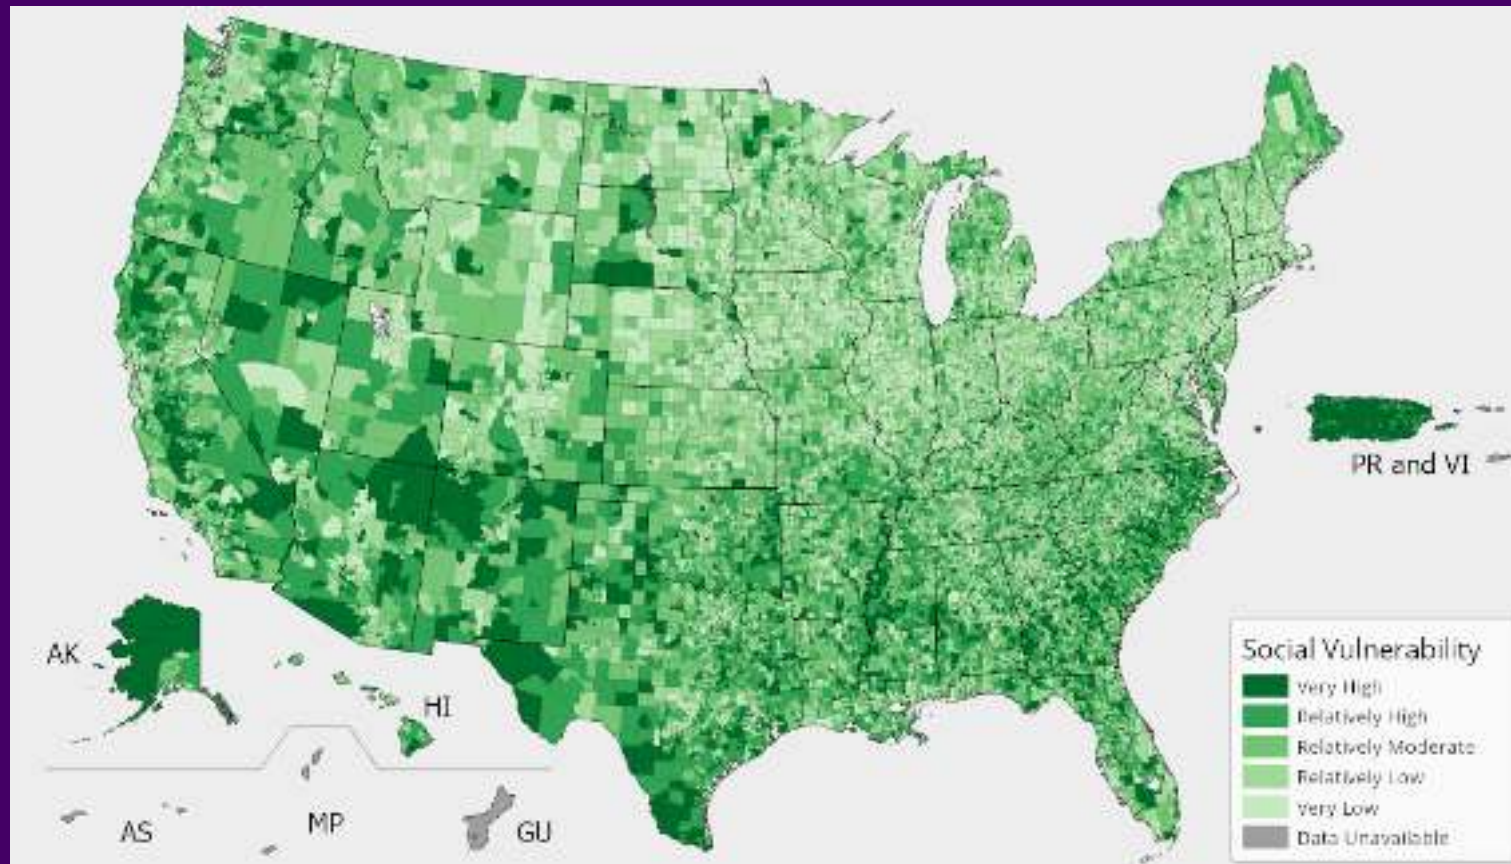 PR and VI
AK
HI
AS
MP
GU
Social Vulnerability
Very High
Relatively High
Relatively Moderate
Relatively Low
Very Low
Data Unavailable